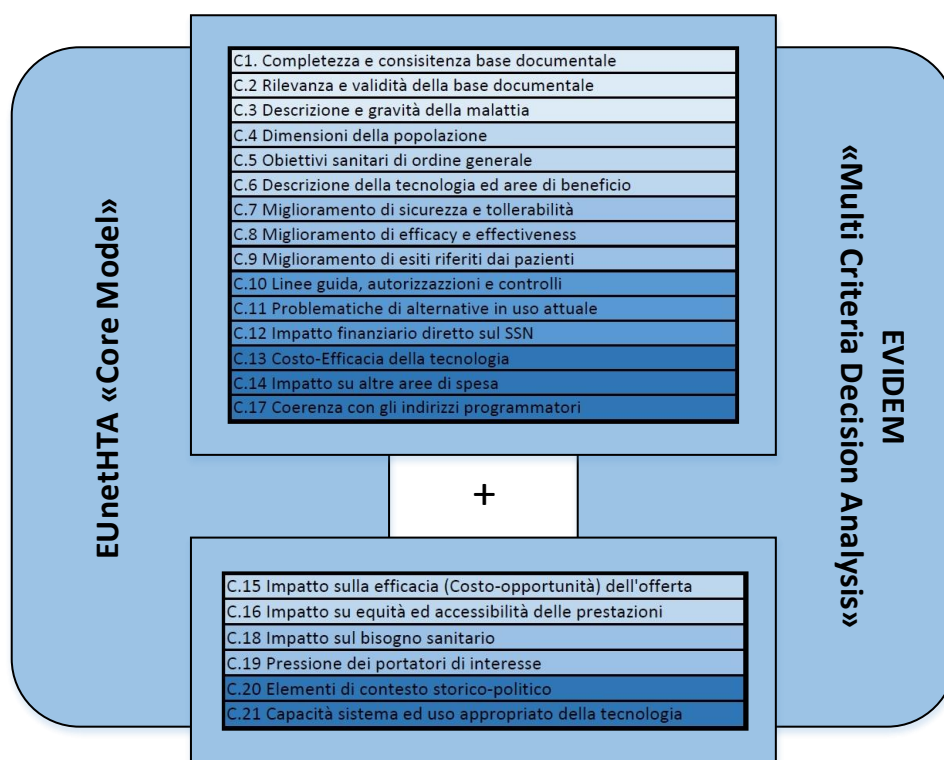 EUnetHTA «Core Model»
C1. Completezza e consisitenza base documentale
C.2 Rilevanza e validità della base documentale
C.3 Descrizione e gravità della malattia
C.4 Dimensioni della popolazione
C.5 Obiettivi sanitari di ordine generale
C.6 Descrizione della tecnologia ed aree di beneficio
C.7 Miglioramento di sicurezza e tollerabilità
C.8 Miglioramento di efficacy e effectiveness
C.9 Miglioramento di esiti riferiti dai pazienti
C.10 Linee guida, autorizzazzioni e controlli
C.11 Problematiche di alternative in uso attuale
C.12 Impatto finanziario diretto sul SSN
C.13 Costo-Efficacia della tecnologia
C.14 Impatto su altre aree di spesa
C.17 Coerenza con gli indirizzi programmatori
+
C.15 Impatto sulla efficacia (Costo-opportunità) dell'offerta
C.16 Impatto su equità ed accessibilità delle prestazioni
C.18 Impatto sul bisogno sanitario
C.19 Pressione dei portatori di interesse
C.20 Elementi di contesto storico-politico
C.21 Capacità sistema ed uso appropriato della tecnologia
EVIDEM
«Multi Criteria Decision Analysis»